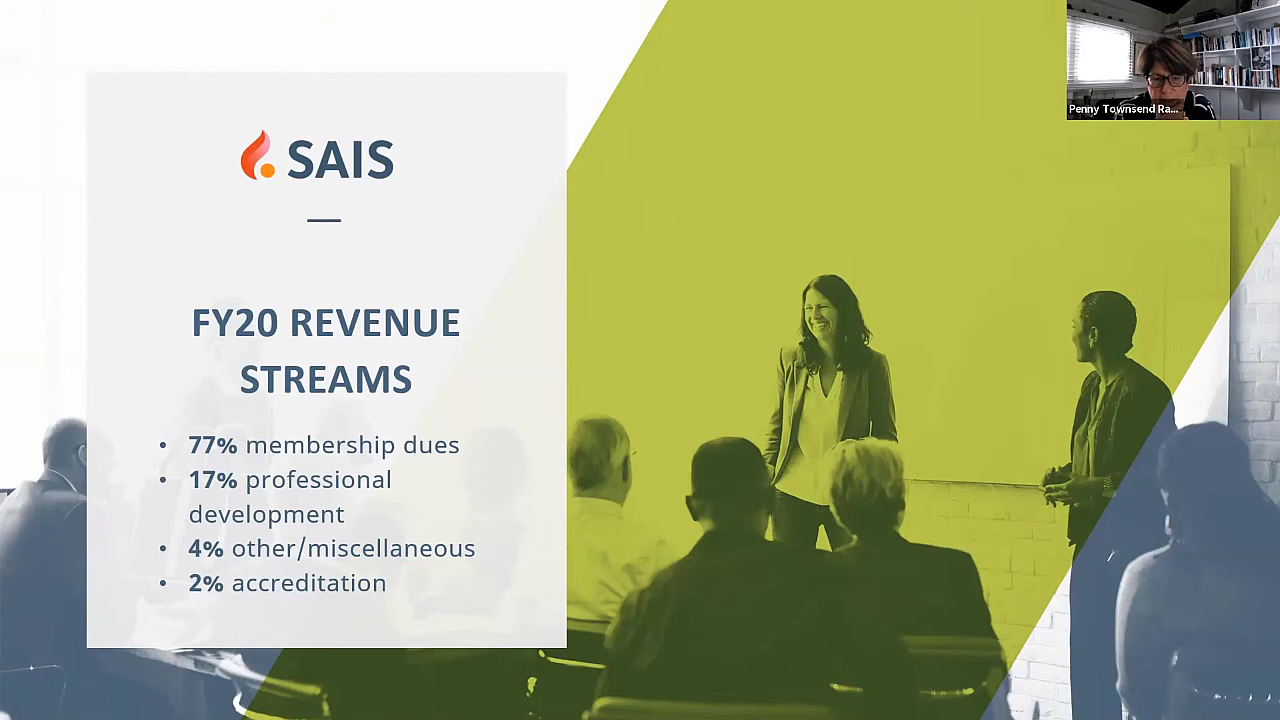 SAIS
FY20 REVENUE
STREAMS
• 77% membership dues
• 17% professional
development
• 4% other/miscellaneous
• 2% accreditation
Penny Townsend Ra...